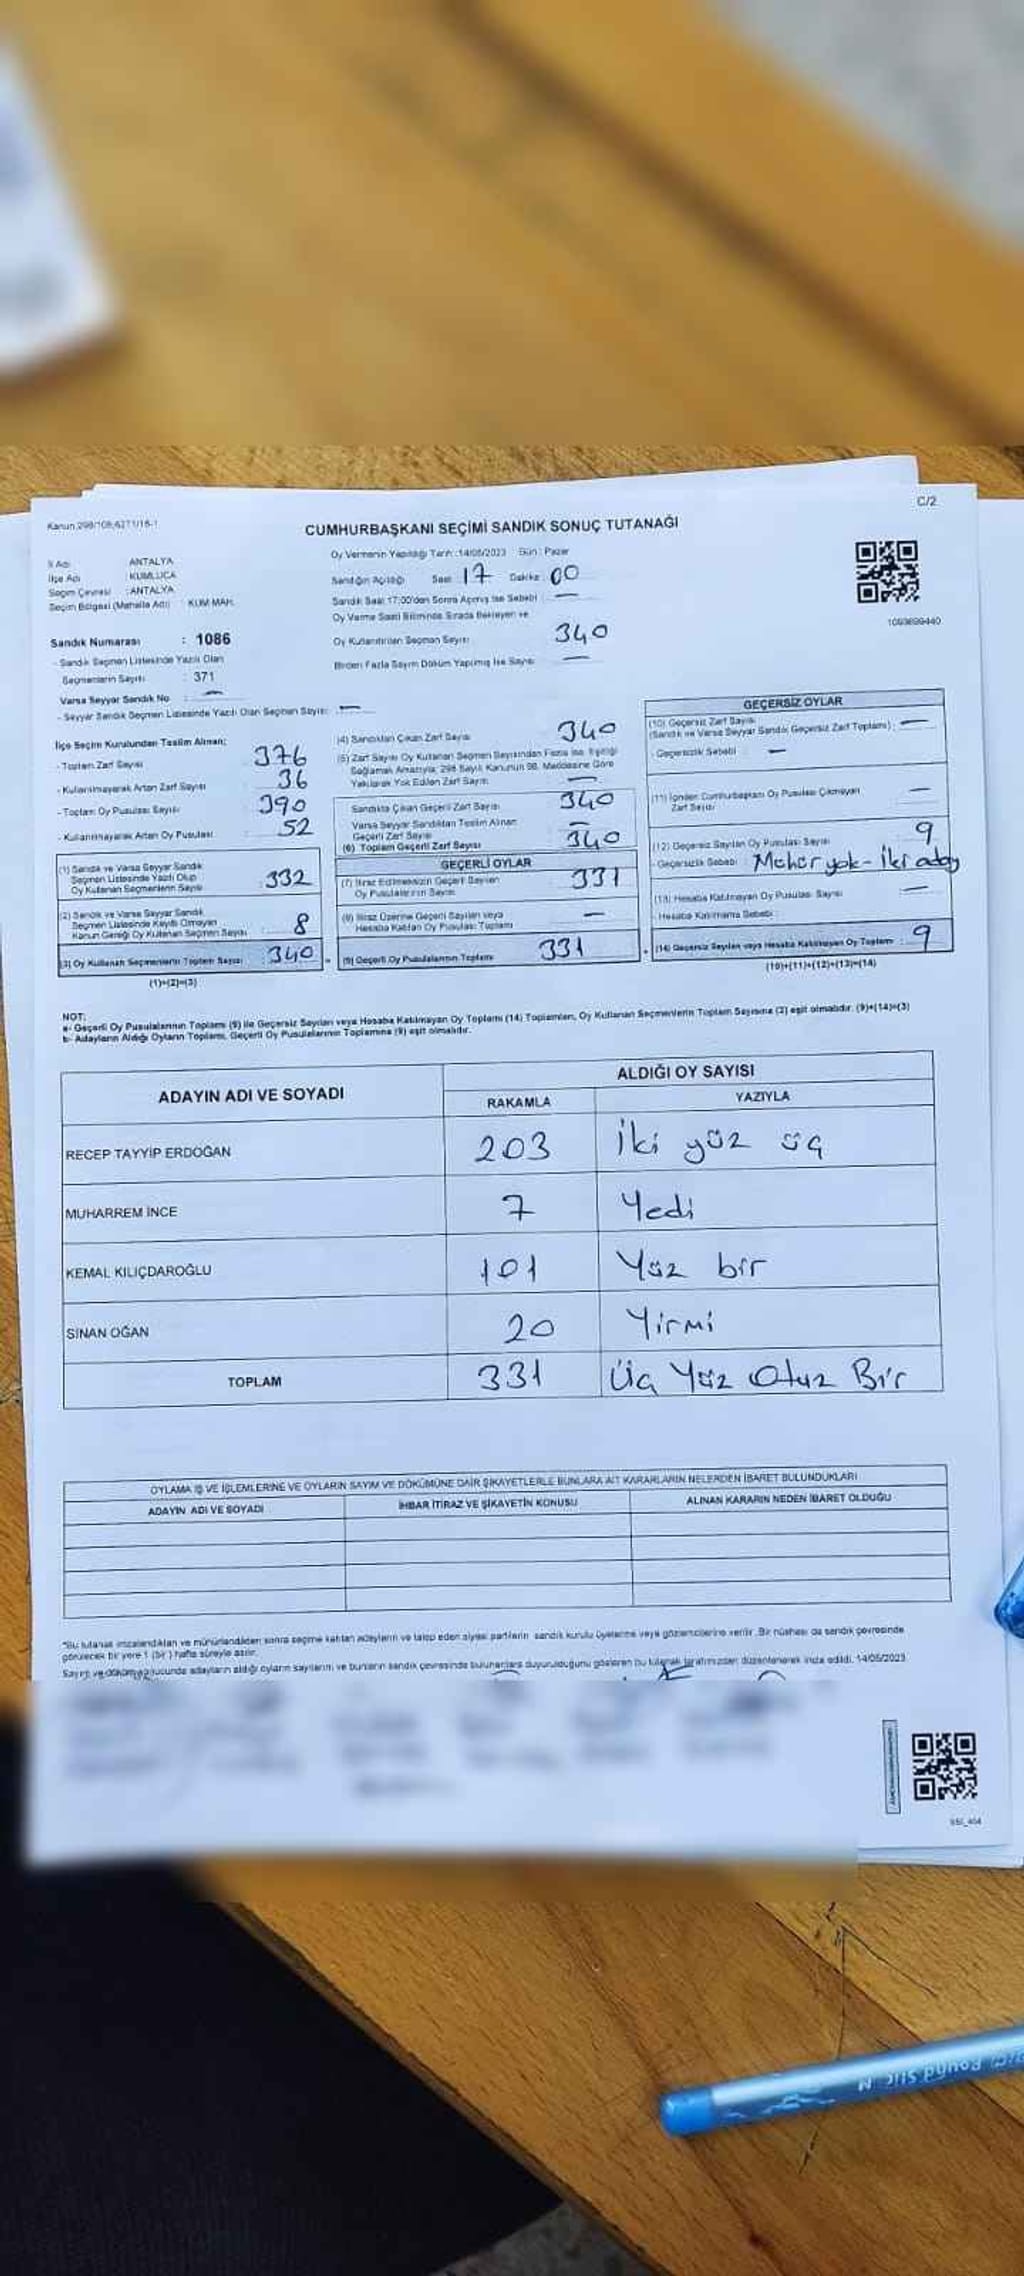 C/2
Kanun:298/108;6271/16-1
CUMHURBAŞKANI SEÇİMİ SANDIK SONUÇ TUTANAĞI
İl Adı : ANTALYA
İlçe Adı : KUMLUCA
Seçim Çevresi : ANTALYA
Seçim Bölgesi (Mahalle Adı) : KUM MAH.
Oy Vermenin Yapıldığı Tarih :14/05/2023 Gün : Pazar
Sandığın Açıldığı Saat : 17 Dakika : 00
Sandık Saat 17:00'den Sonra Açılmış İse Sebebi : —
Oy Verme Saati Bitiminde Sırada Bekleyen ve
Oy Kullandırılan Seçmen Sayısı : 340
Birden Fazla Sayım Döküm Yapılmış İse Sayısı : —
1093699440
Sandık Numarası : 1086
- Sandık Seçmen Listesinde Yazılı Olan
Seçmenlerin Sayısı : 371
Varsa Seyyar Sandık No : —
- Seyyar Sandık Seçmen Listesinde Yazılı Olan Seçmen Sayısı : —
İlçe Seçim Kurulundan Teslim Alınan;
- Toplam Zarf Sayısı : 376
- Kullanılmayarak Artan Zarf Sayısı : 36
- Toplam Oy Pusulası Sayısı : 390
- Kullanılmayarak Artan Oy Pusulası : 52
(1) Sandık ve Varsa Seyyar Sandık
Seçmen Listesinde Yazılı Olup
Oy Kullanan Seçmenlerin Sayısı : 332
(2) Sandık ve Varsa Seyyar Sandık
Seçmen Listesinde Kayıtlı Olmayan
Kanun Gereği Oy Kullanan Seçmen Sayısı : 8
(3) Oy Kullanan Seçmenlerin Toplam Sayısı : 340
(1)+(2)=(3)
(4) Sandıktan Çıkan Zarf Sayısı : 340
(5) Zarf Sayısı Oy Kullanan Seçmen Sayısından Fazla ise, Eşitliği
Sağlamak Amacıyla; 298 Sayılı Kanunun 98. Maddesine Göre
Yakılarak Yok Edilen Zarf Sayısı : —
Sandıkta Çıkan Geçerli Zarf Sayısı : 340
Varsa Seyyar Sandıktan Teslim Alınan
Geçerli Zarf Sayısı : —
(6) Toplam Geçerli Zarf Sayısı : 340
GEÇERLİ OYLAR
(7) İtiraz Edilmeksizin Geçerli Sayılan
Oy Pusulalarının Sayısı : 331
(8) İtiraz Üzerine Geçerli Sayılan veya
Hesaba Katılan Oy Pusulası Toplamı : —
(9) Geçerli Oy Pusulalarının Toplamı : 331
GEÇERSİZ OYLAR
(10) Geçersiz Zarf Sayısı
(Sandık ve Varsa Seyyar Sandık Geçersiz Zarf Toplamı) : —
- Geçersizlik Sebebi : —
(11) İçinden Cumhurbaşkanı Oy Pusulası Çıkmayan
Zarf Sayısı : —
(12) Geçersiz Sayılan Oy Pusulası Sayısı : 9
- Geçersizlik Sebebi : Mühür yok - İki aday
(13) Hesaba Katılmayan Oy Pusulası Sayısı : —
- Hesaba Katılmama Sebebi :
(14) Geçersiz Sayılan veya Hesaba Katılmayan Oy Toplamı : 9
(10)+(11)+(12)+(13)=(14)
NOT:
a- Geçerli Oy Pusulalarının Toplamı (9) ile Geçersiz Sayılan veya Hesaba Katılmayan Oy Toplamı (14) Toplamları, Oy Kullanan Seçmenlerin Toplam Sayısına (3) eşit olmalıdır. (9)+(14)=(3)
b- Adayların Aldığı Oyların Toplamı, Geçerli Oy Pusulalarının Toplamına (9) eşit olmalıdır.
ADAYIN ADI VE SOYADI ALDIĞI OY SAYISI
RAKAMLA YAZIYLA
RECEP TAYYİP ERDOĞAN 203 İki yüz üç
MUHARREM İNCE 7 Yedi
KEMAL KILIÇDAROĞLU 101 Yüz bir
SİNAN OĞAN 20 Yirmi
TOPLAM 331 Üç Yüz Otuz Bir
OYLAMA İŞ VE İŞLEMLERİNE VE OYLARIN SAYIM VE DÖKÜMÜNE DAİR ŞİKAYETLERLE BUNLARA AİT KARARLARIN NELERDEN İBARET BULUNDUKLARI
ADAYIN ADI VE SOYADI İHBAR İTİRAZ VE ŞİKAYETİN KONUSU ALINAN KARARIN NEDEN İBARET OLDUĞU
*Bu tutanak imzalandıktan ve mühürlendikten sonra seçime katılan adayların ve talep eden siyasi partilerin sandık kurulu üyelerine veya gözlemcilerine verilir. Bir nüshası da sandık çevresinde
görülecek bir yere 1 (bir) hafta süreyle asılır.
Sayım ve döküm sonucunda adayların aldığı oyların sayılarını ve bunların sandık çevresinde bulunanlara duyurulduğunu gösteren bu tutanak tarafımızdan düzenlenerek imza edildi. 14/05/2023